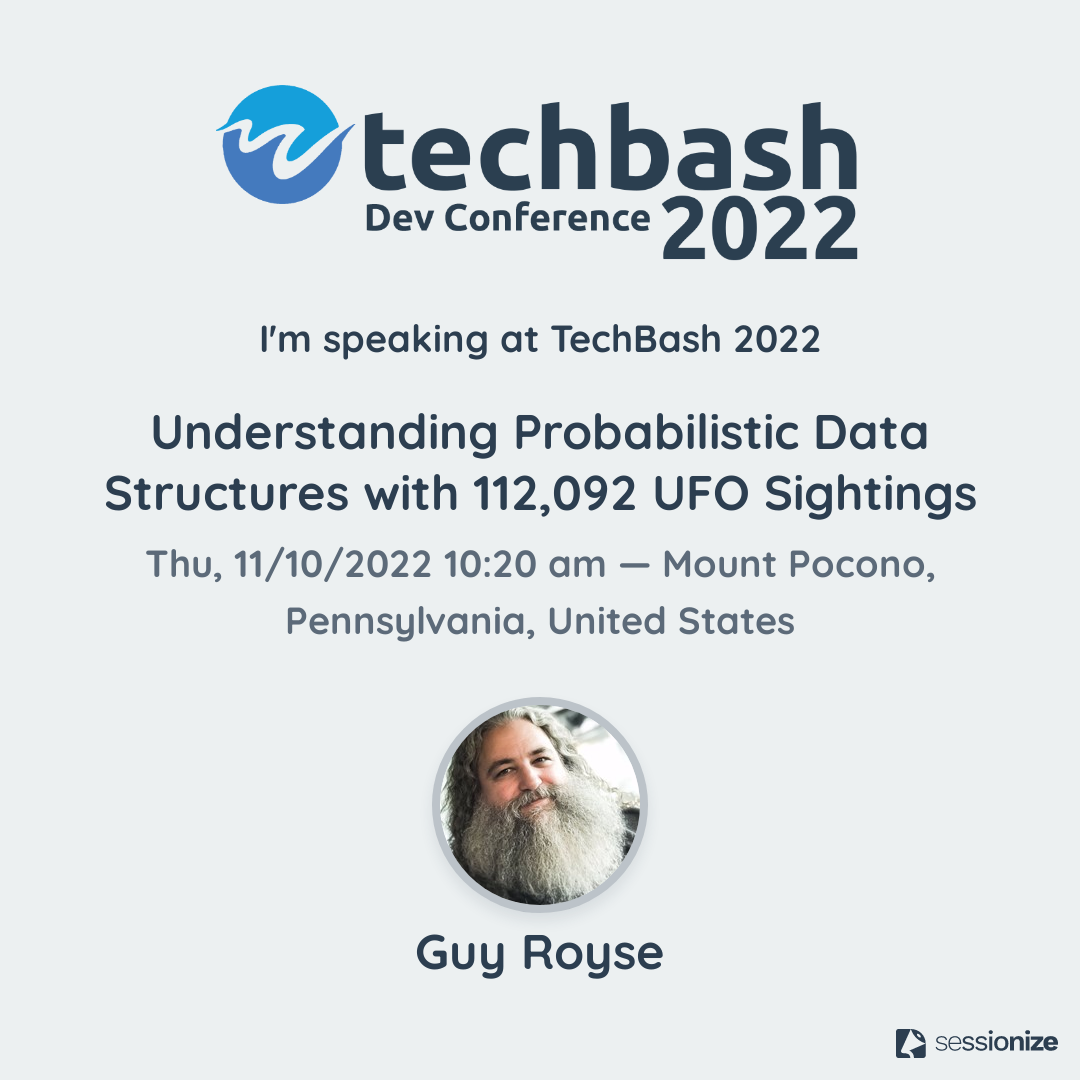 techbash
Dev Conference 2022
I'm speaking at TechBash 2022
Understanding Probabilistic Data
Structures with 112,092 UFO Sightings
Thu, 11/10/2022 10:20 am — Mount Pocono,
Pennsylvania, United States
Guy Royse
sessionize